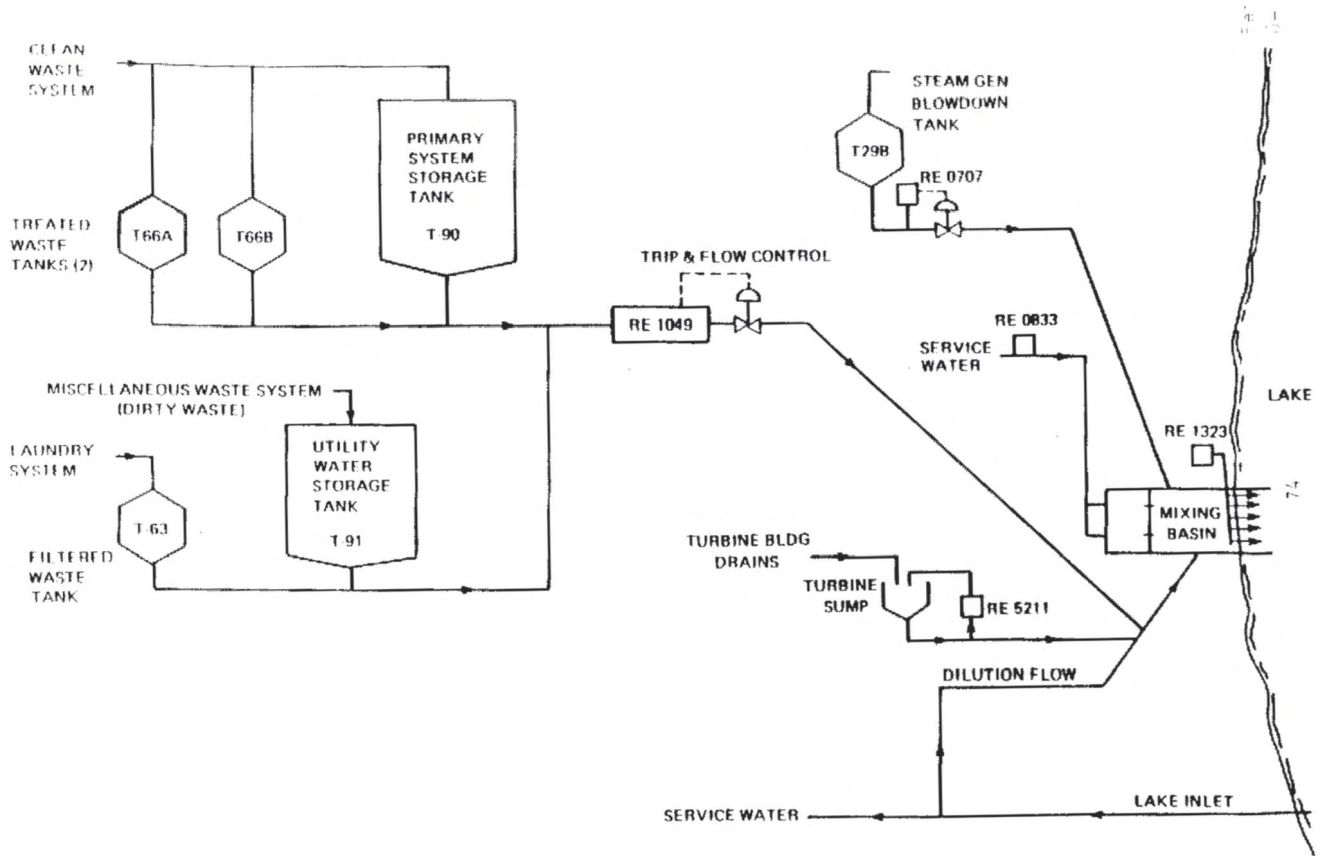 CLEAN
WASTE
SYSTEM
PRIMARY
SYSTEM
STORAGE
TANK
T-90
STEAM GEN
BLOWDOWN
TANK
T29B
RE 0707
TREATED
WASTE
TANKS (2)
T66A
T66B
TRIP & FLOW CONTROL
RE 1049
RE 0833
SERVICE
WATER
LAKE
MISCELLANEOUS WASTE SYSTEM
(DIRTY WASTE)
LAUNDRY
SYSTEM
UTILITY
WATER
STORAGE
TANK
T-91
RE 1323
T-63
FILTERED
WASTE
TANK
MIXING
BASIN
74
TURBINE BLDG
DRAINS
TURBINE
SUMP
RE 5211
DILUTION FLOW
SERVICE WATER
LAKE INLET